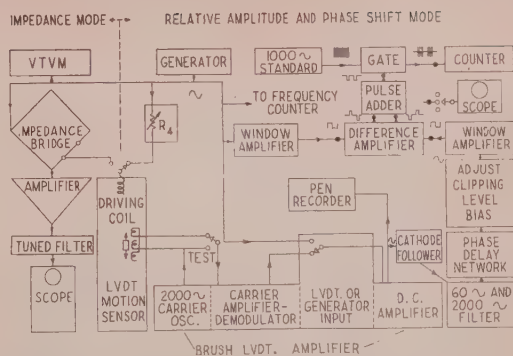 IMPEDANCE MODE
RELATIVE AMPLITUDE AND PHASE SHIFT MODE
VTVM
GENERATOR
1000~ STANDARD
GATE
COUNTER
TO FREQUENCY
COUNTER
PULSE
ADDER
SCOPE
R4
IMPEDANCE
BRIDGE
WINDOW
AMPLIFIER
DIFFERENCE
AMPLIFIER
WINDOW
AMPLIFIER
AMPLIFIER
DRIVING
COIL
PEN
RECORDER
ADJUST
CLIPPING
LEVEL
BIAS
TUNED FILTER
TEST
CATHODE
FOLLOWER
PHASE
DELAY
NETWORK
SCOPE
LVDT
MOTION
SENSOR
2000~
CARRIER
OSC.
CARRIER
AMPLIFIER-
DEMODULATOR
LVDT. OR
GENERATOR
INPUT
D.C.
AMPLIFIER
60~ AND
2000~
FILTER
BRUSH LVDT. AMPLIFIER